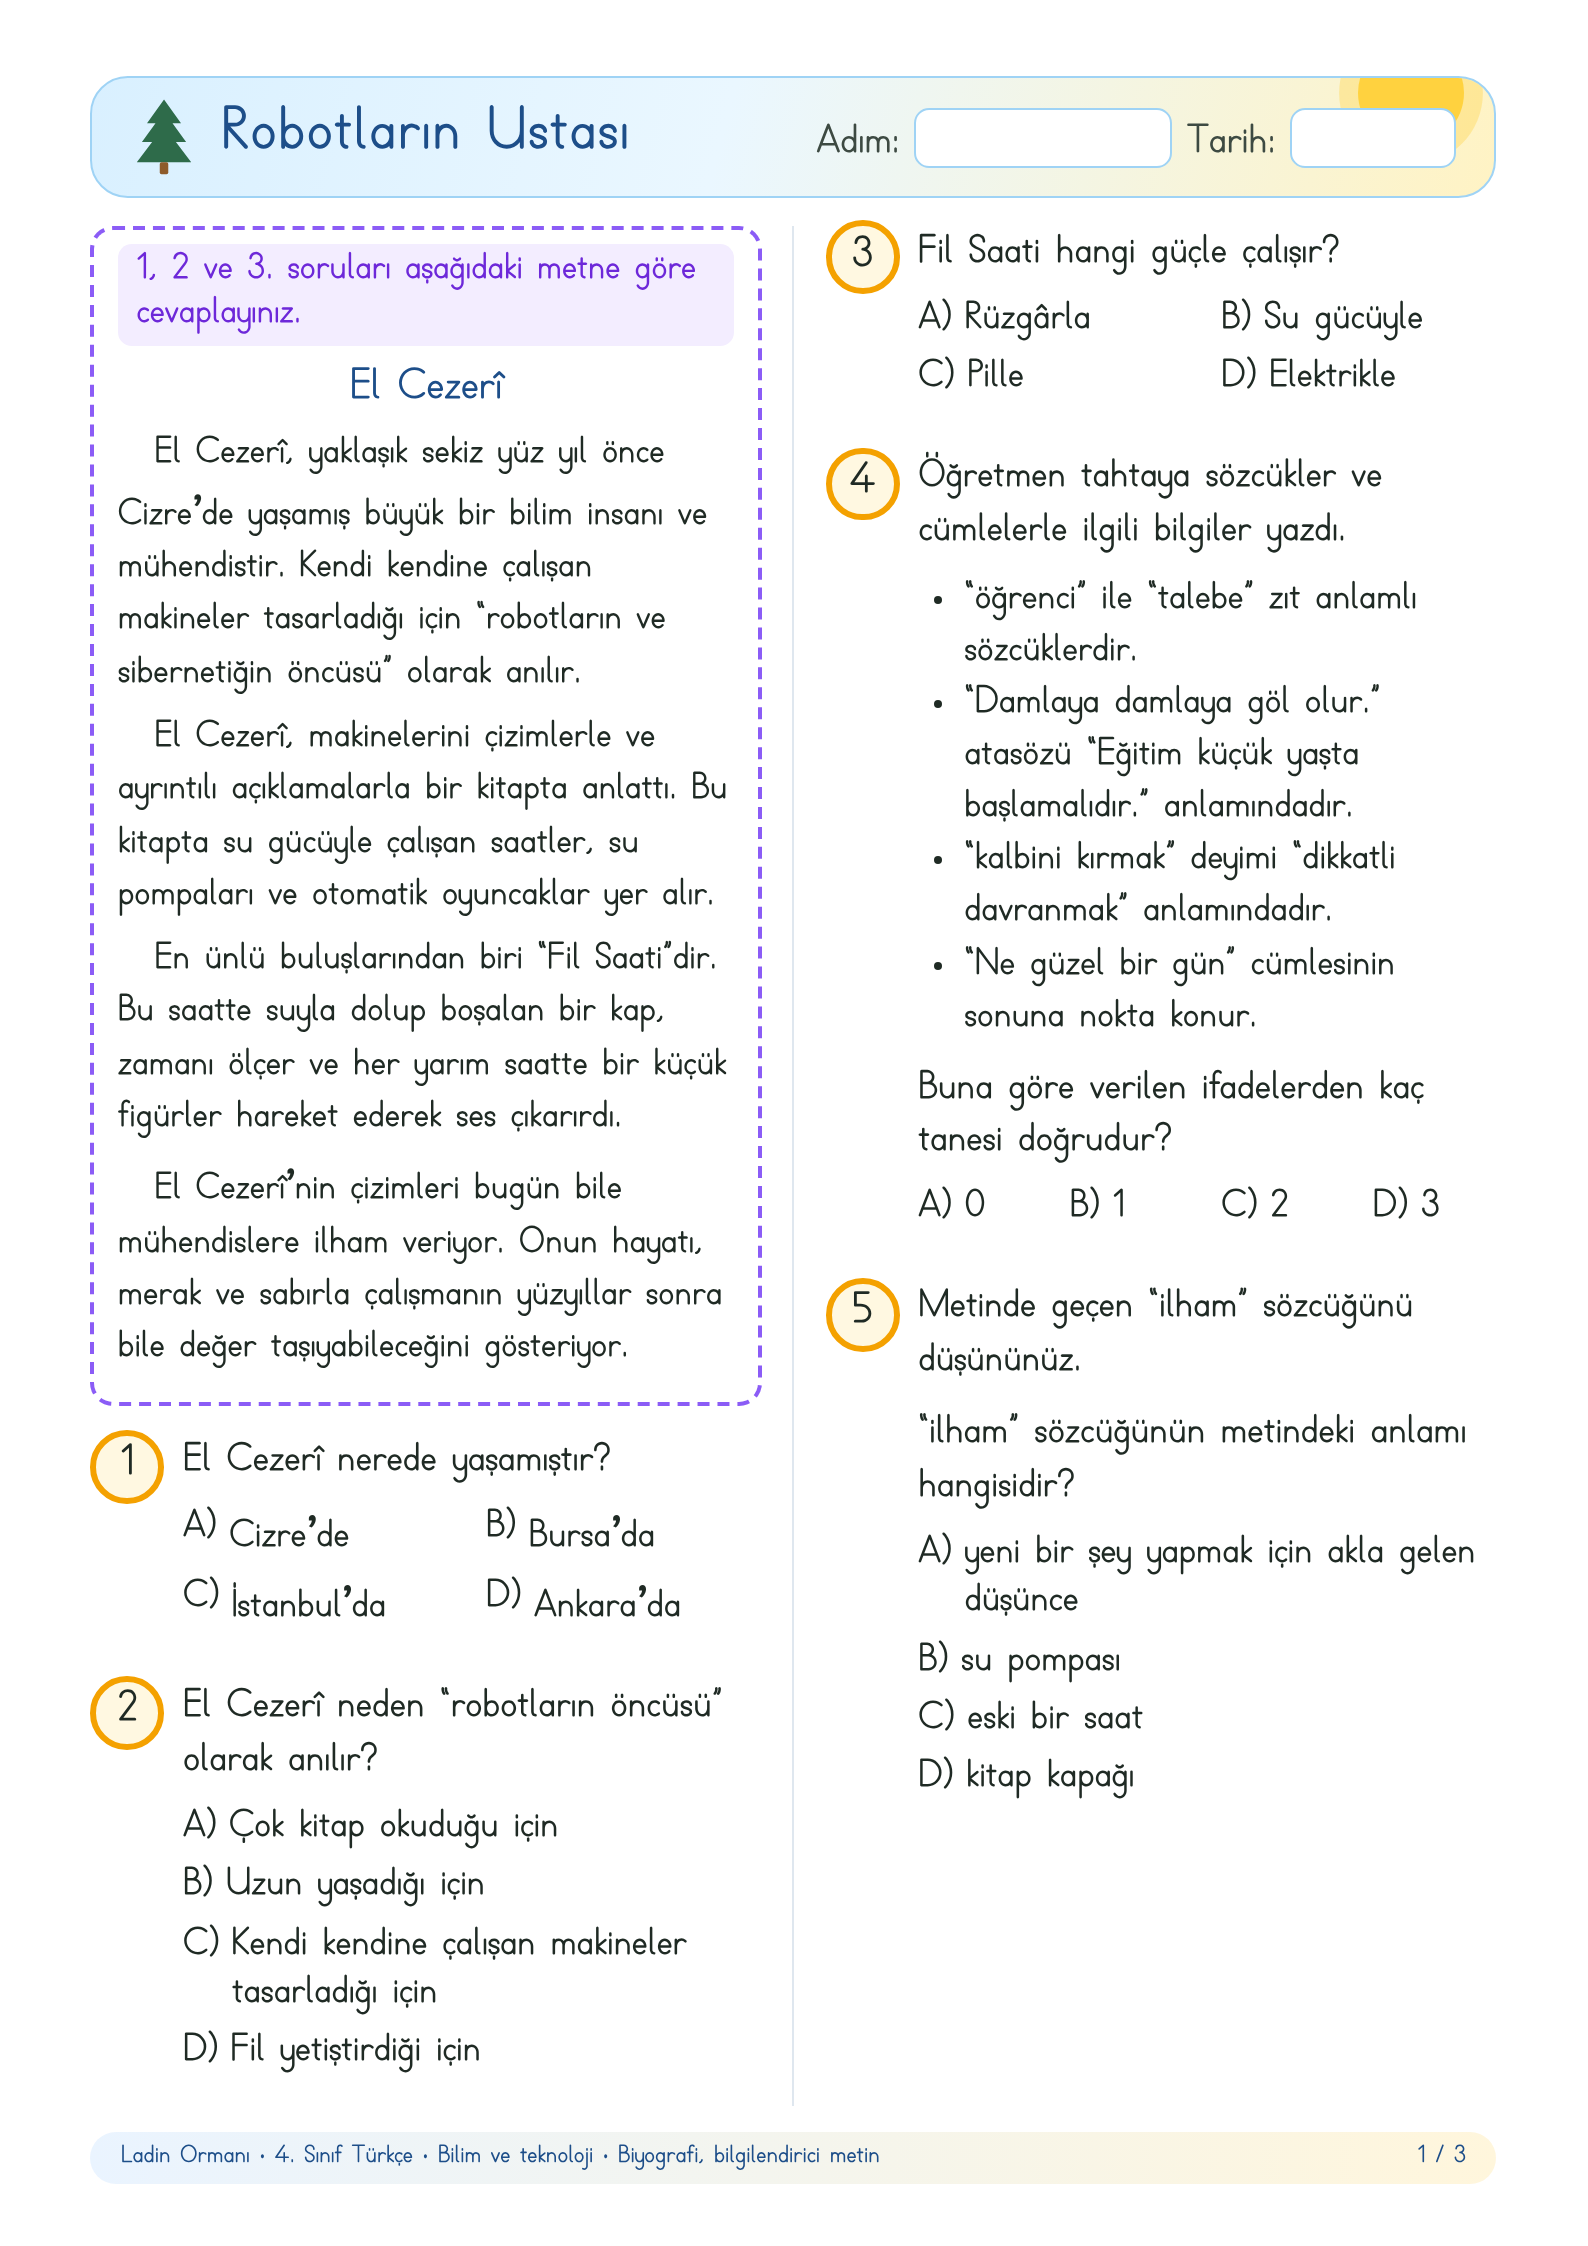 Robotların Ustası
Adım:
Tarih:
1, 2 ve 3. soruları aşağıdaki metne göre
cevaplayınız.
El Cezerî
El Cezerî, yaklaşık sekiz yüz yıl önce
Cizre’de yaşamış büyük bir bilim insanı ve
mühendistir. Kendi kendine çalışan
makineler tasarladığı için “robotların ve
sibernetiğin öncüsü” olarak anılır.
El Cezerî, makinelerini çizimlerle ve
ayrıntılı açıklamalarla bir kitapta anlattı. Bu
kitapta su gücüyle çalışan saatler, su
pompaları ve otomatik oyuncaklar yer alır.
En ünlü buluşlarından biri “Fil Saati”dir.
Bu saatte suyla dolup boşalan bir kap,
zamanı ölçer ve her yarım saatte bir küçük
figürler hareket ederek ses çıkarırdı.
El Cezerî’nin çizimleri bugün bile
mühendislere ilham veriyor. Onun hayatı,
merak ve sabırla çalışmanın yüzyıllar sonra
bile değer taşıyabileceğini gösteriyor.
1 El Cezerî nerede yaşamıştır?
A) Cizre’de B) Bursa’da
C) İstanbul’da D) Ankara’da
2 El Cezerî neden “robotların öncüsü”
olarak anılır?
A) Çok kitap okuduğu için
B) Uzun yaşadığı için
C) Kendi kendine çalışan makineler
tasarladığı için
D) Fil yetiştirdiği için
3 Fil Saati hangi güçle çalışır?
A) Rüzgârla B) Su gücüyle
C) Pille D) Elektrikle
4 Öğretmen tahtaya sözcükler ve
cümlelerle ilgili bilgiler yazdı.
• “öğrenci” ile “talebe” zıt anlamlı
sözcüklerdir.
• “Damlaya damlaya göl olur.”
atasözü “Eğitim küçük yaşta
başlamalıdır.” anlamındadır.
• “kalbini kırmak” deyimi “dikkatli
davranmak” anlamındadır.
• “Ne güzel bir gün” cümlesinin
sonuna nokta konur.
Buna göre verilen ifadelerden kaç
tanesi doğrudur?
A) 0 B) 1 C) 2 D) 3
5 Metinde geçen “ilham” sözcüğünü
düşününüz.
“ilham” sözcüğünün metindeki anlamı
hangisidir?
A) yeni bir şey yapmak için akla gelen
düşünce
B) su pompası
C) eski bir saat
D) kitap kapağı
Ladin Ormanı • 4. Sınıf Türkçe • Bilim ve teknoloji • Biyografi, bilgilendirici metin
1 / 3